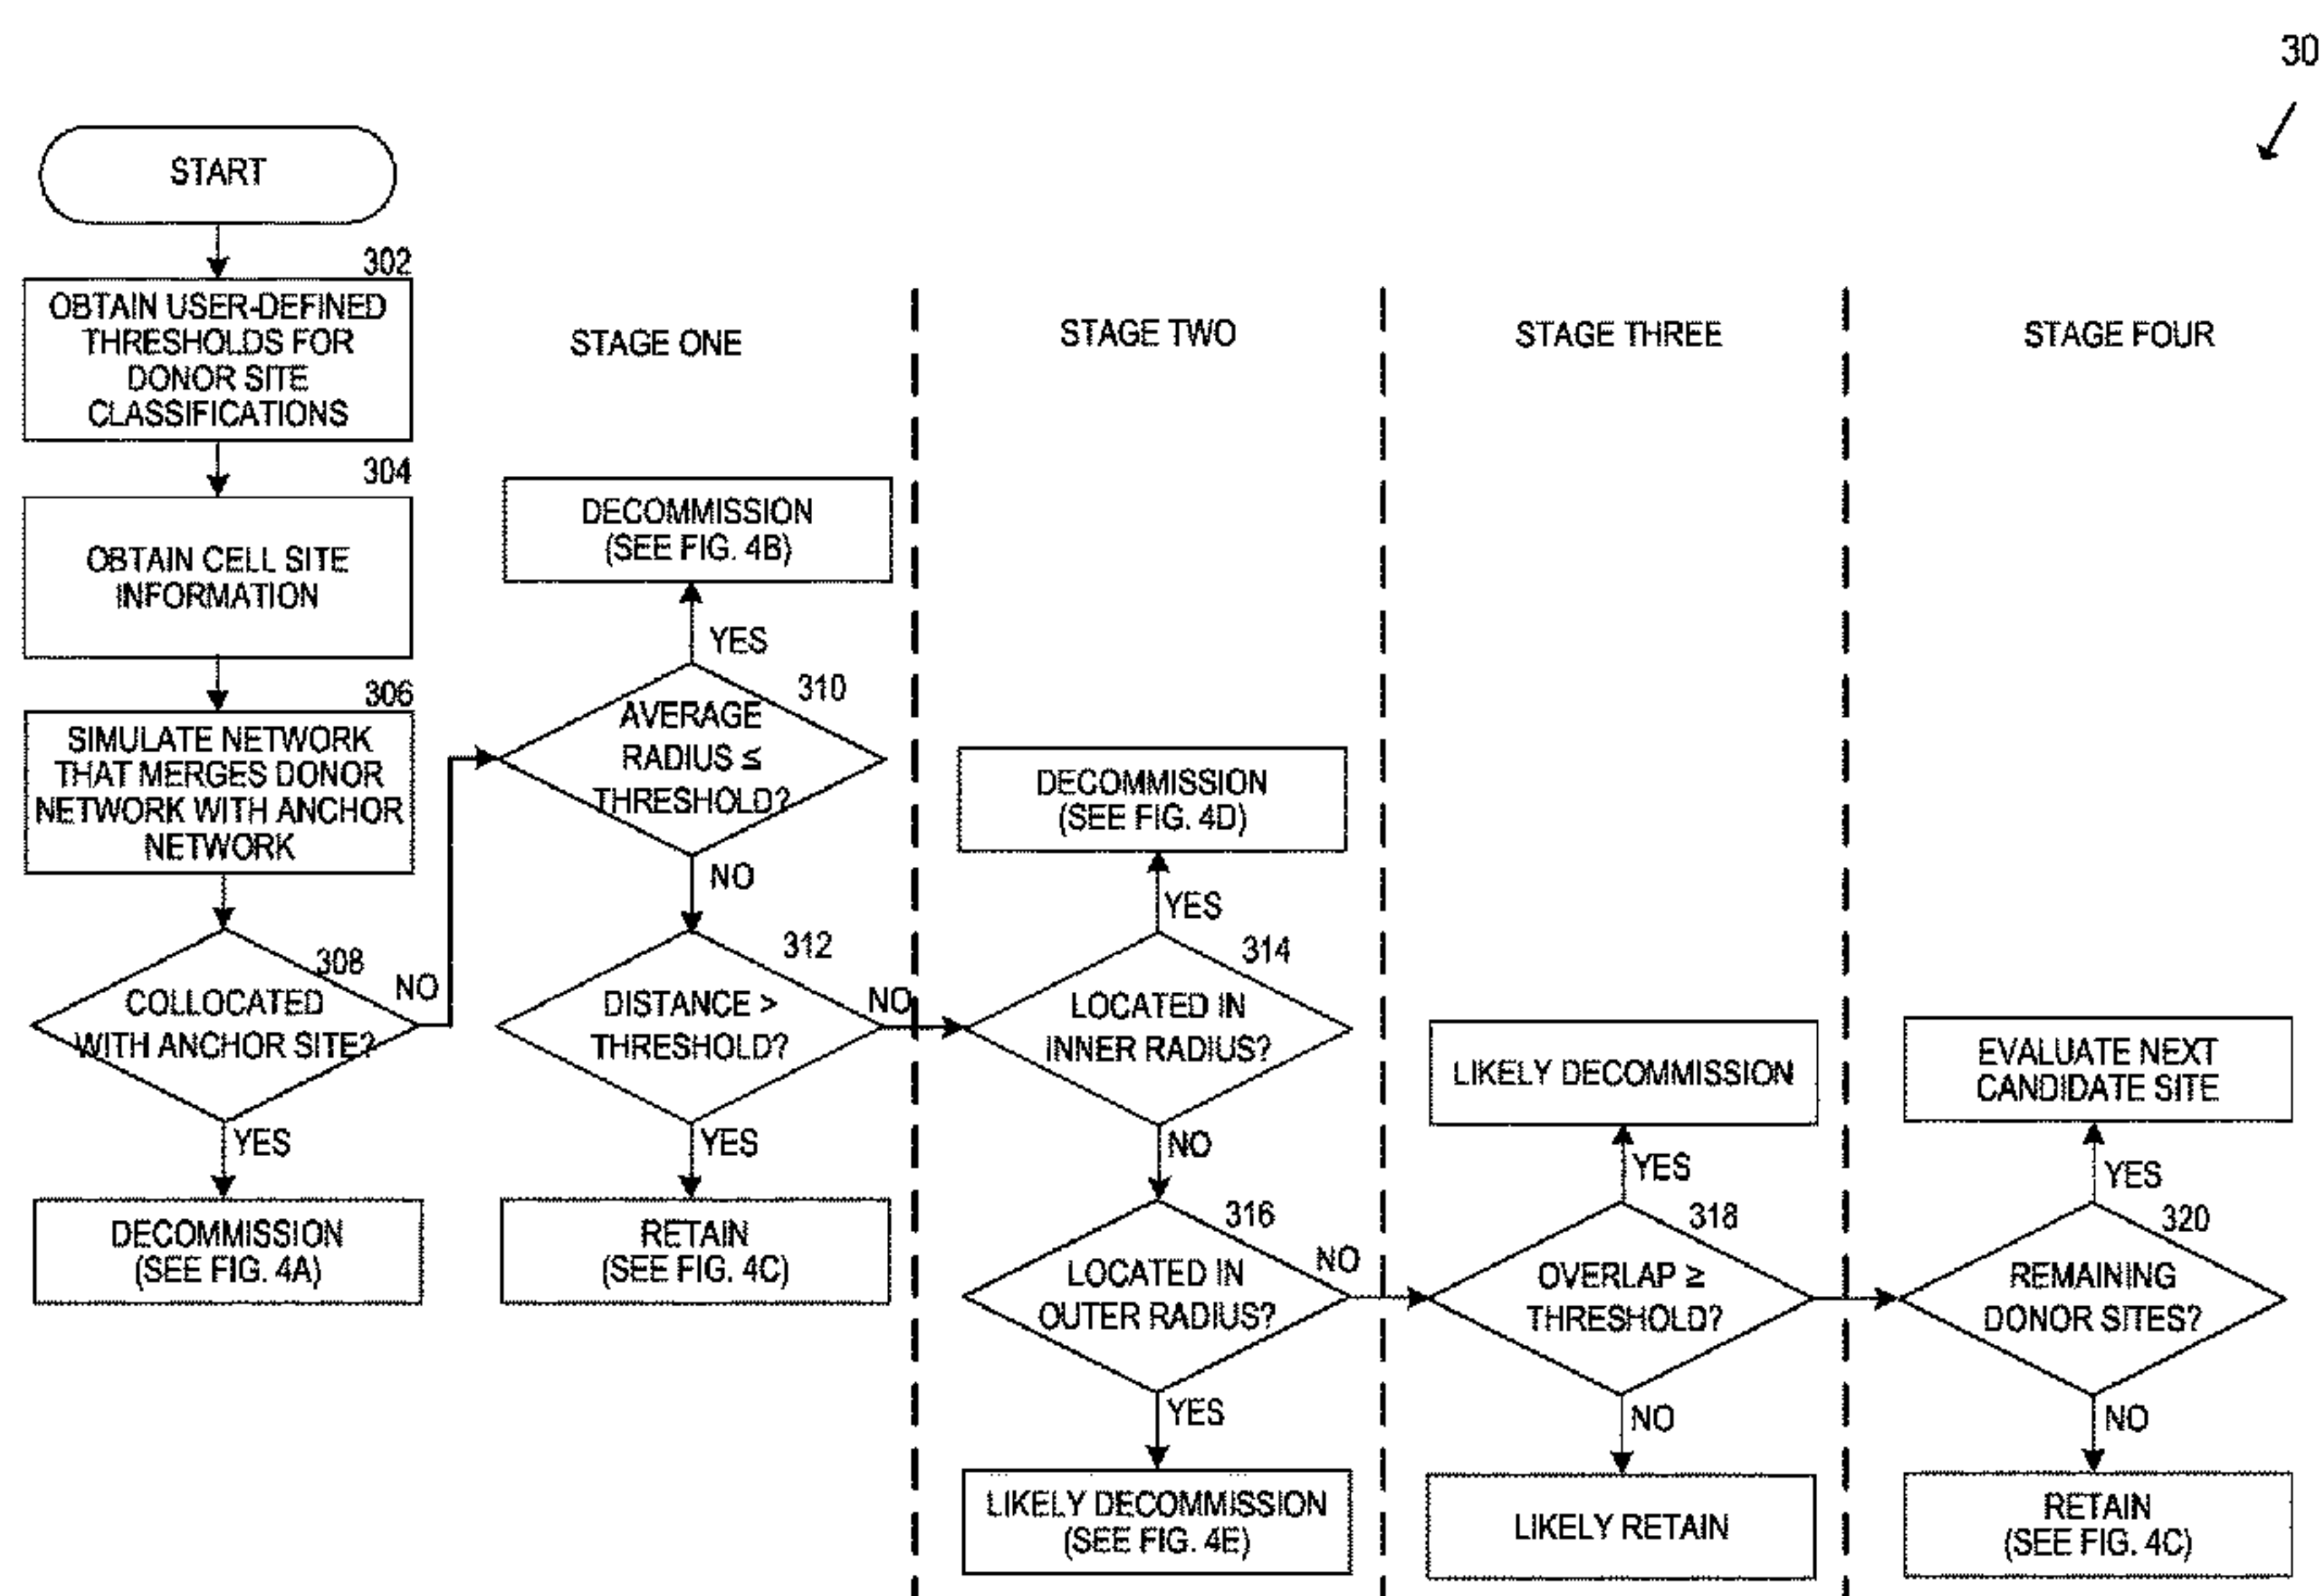 30
START
302
OBTAIN USER-DEFINED
THRESHOLDS FOR
DONOR SITE
CLASSIFICATIONS
304
OBTAIN CELL SITE
INFORMATION
306
SIMULATE NETWORK
THAT MERGES DONOR
NETWORK WITH ANCHOR
NETWORK
308
COLLOCATED
WITH ANCHOR SITE?
NO
YES
DECOMMISSION
(SEE FIG. 4A)
STAGE ONE
DECOMMISSION
(SEE FIG. 4B)
YES
310
AVERAGE
RADIUS ≤
THRESHOLD?
NO
312
DISTANCE >
THRESHOLD?
NO
YES
RETAIN
(SEE FIG. 4C)
STAGE TWO
DECOMMISSION
(SEE FIG. 4D)
YES
314
LOCATED IN
INNER RADIUS?
NO
316
LOCATED IN
OUTER RADIUS?
NO
YES
LIKELY DECOMMISSION
(SEE FIG. 4E)
STAGE THREE
LIKELY DECOMMISSION
YES
318
OVERLAP ≥
THRESHOLD?
NO
LIKELY RETAIN
STAGE FOUR
EVALUATE NEXT
CANDIDATE SITE
YES
320
REMAINING
DONOR SITES?
NO
RETAIN
(SEE FIG. 4C)